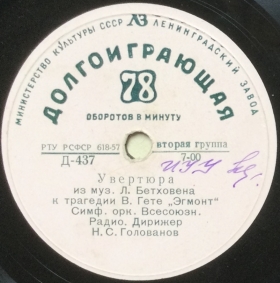 МИНИСТЕРСТВО КУЛЬТУРЫ СССР ЛЗ ЛЕНИНГРАДСКИЙ ЗАВОД
ДОЛГОИГРАЮЩАЯ
78
ОБОРОТОВ В МИНУТУ
РТУ РСФСР 618-57 вторая группа
Д-437 7-00
Увертюра
из муз. Л. Бетховена
к трагедии В. Гете „Эгмонт"
Симф. орк. Всесоюзн.
Радио. Дирижер
Н. С. Голованов